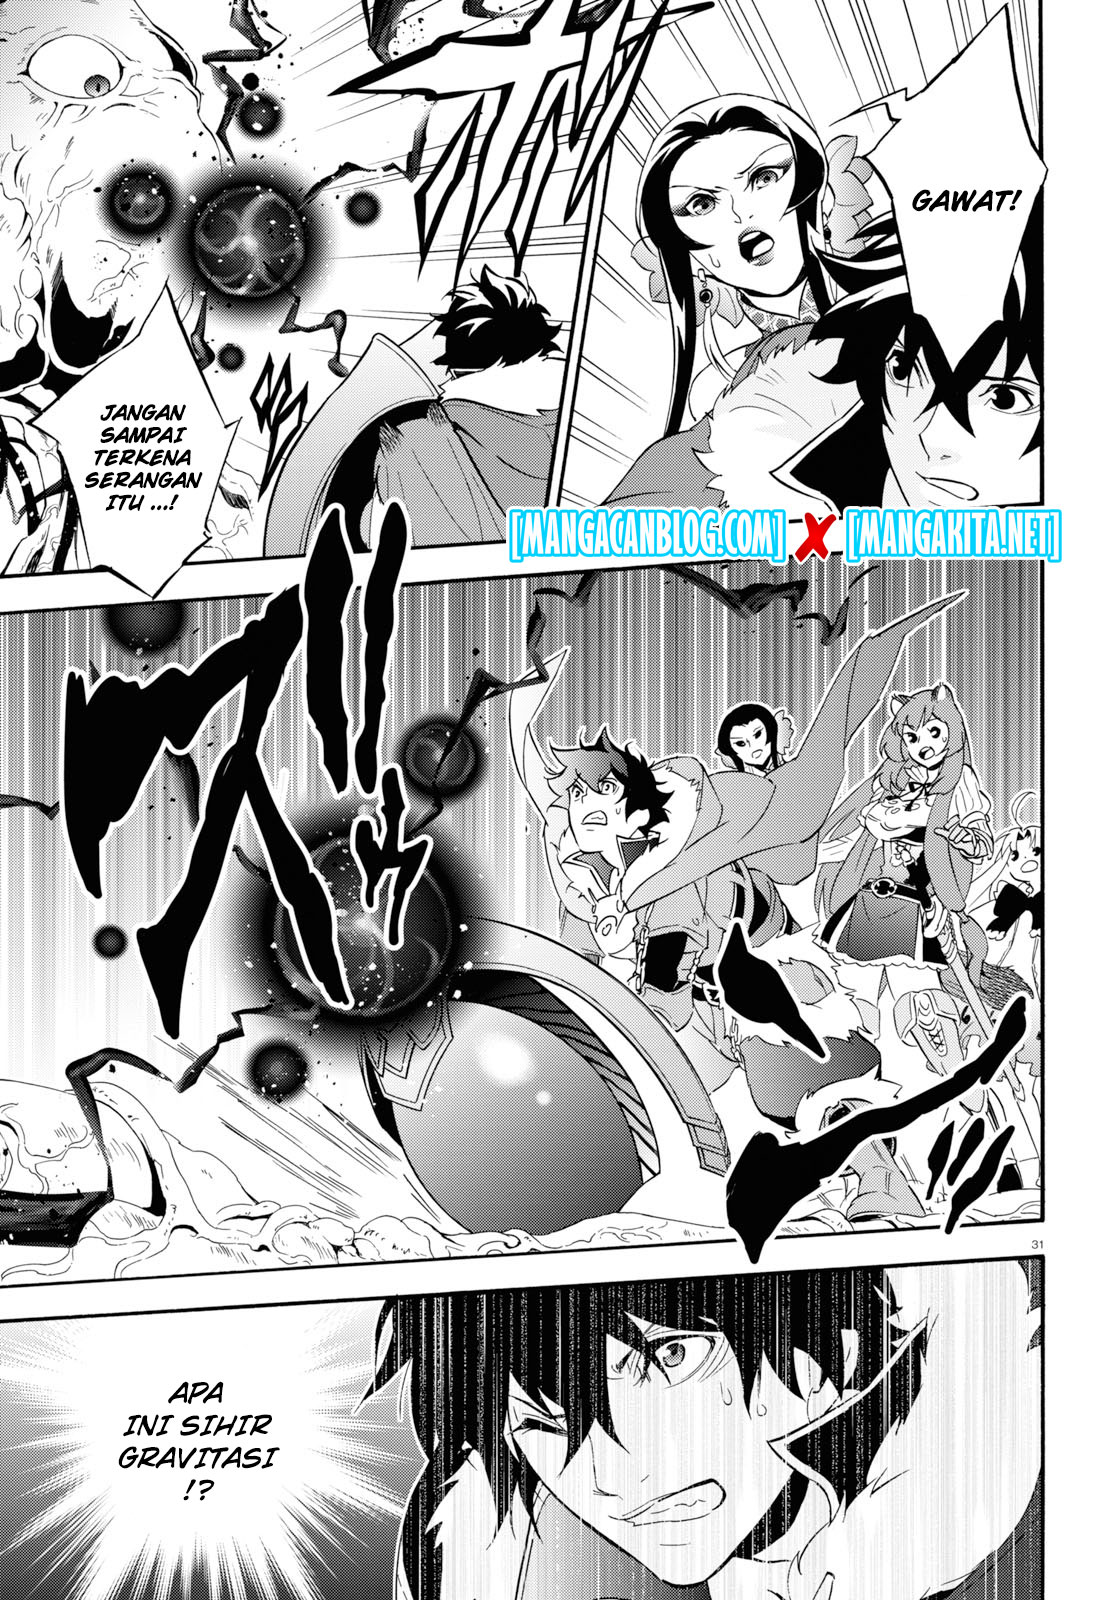 GAWAT!
JANGAN
SAMPAI
TERKENA
SERANGAN
ITU ...!
[MANGACANBLOG.COM] X [MANGAKITA.NET]
31
APA
INI SIHIR
GRAVITASI
!?